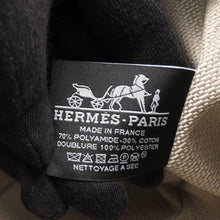 HERMES-PARIS
MADE IN FRANCE
70% POLYAMIDE-30% COTON
DOUBLURE 100% POLYESTER
NETTOYAGE A SEC